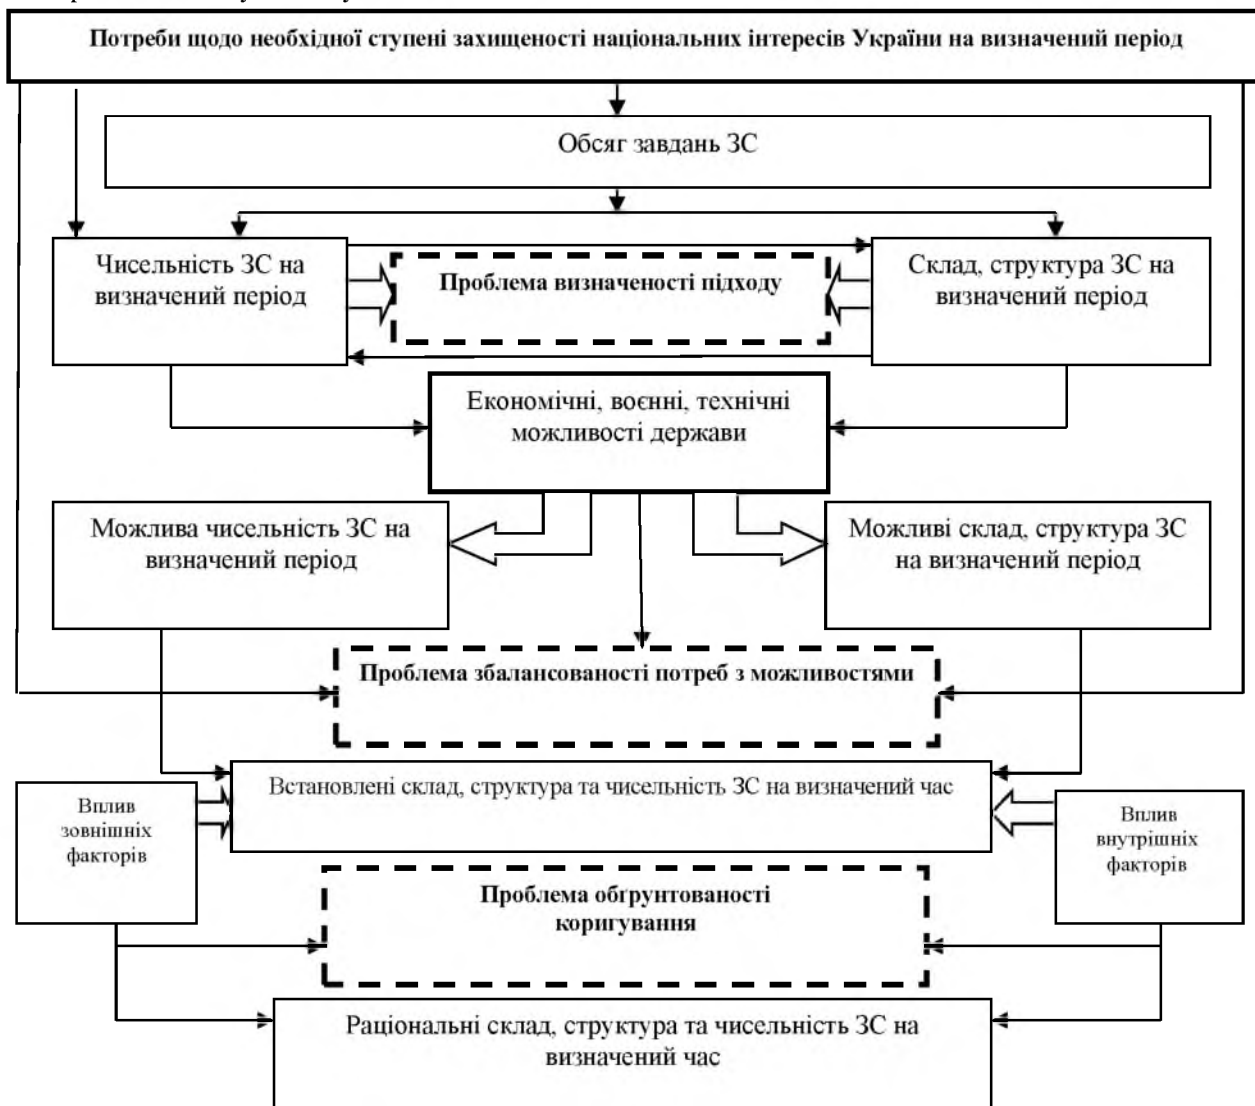 Потреби щодо необхідної ступені захищеності національних інтересів України на визначений період
Обсяг завдань ЗС
Чисельність ЗС на
визначений період
Проблема визначеності підходу
Склад, структура ЗС на
визначений період
Економічні, воєнні, технічні
можливості держави
Можлива чисельність ЗС на
визначений період
Можливі склад, структура ЗС
на визначений період
Проблема збалансованості потреб з можливостями
Встановлені склад, структура та чисельність ЗС на визначений час
Вплив
зовнішніх
факторів
Вплив
внутрішніх
факторів
Проблема обґрунтованості
коригування
Раціональні склад, структура та чисельність ЗС на
визначений час